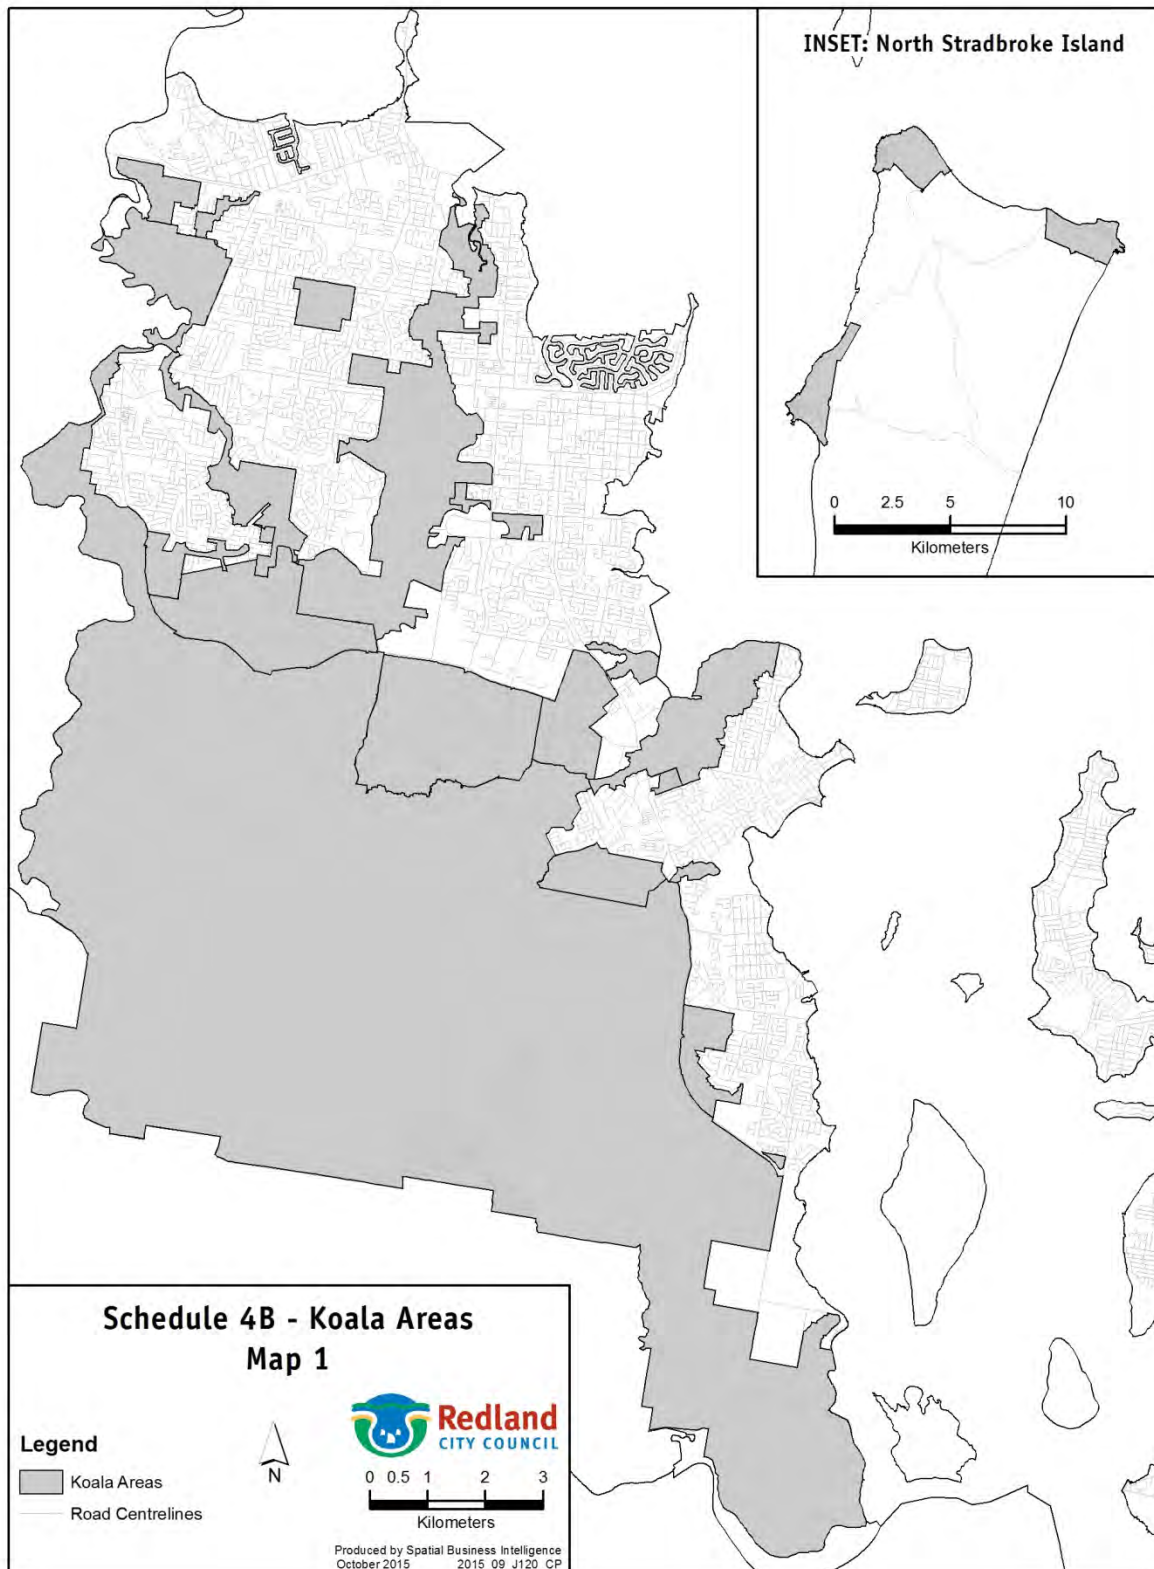 INSET: North Stradbroke Island
0 2.5 5 10
Kilometers
Schedule 4B - Koala Areas
Map 1
Legend
Koala Areas
Road Centrelines
N
Redland
CITY COUNCIL
0 0.5 1 2 3
Kilometers
Produced by Spatial Business Intelligence
October 2015 2015_09_J120_CP